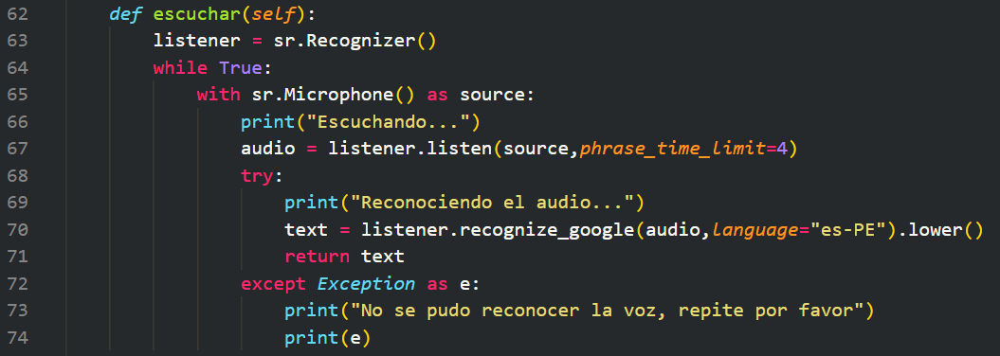 62 def escuchar(self):
63 listener = sr.Recognizer()
64 while True:
65 with sr.Microphone() as source:
66 print("Escuchando...")
67 audio = listener.listen(source,phrase_time_limit=4)
68 try:
69 print("Reconociendo el audio...")
70 text = listener.recognize_google(audio,language="es-PE").lower()
71 return text
72 except Exception as e:
73 print("No se pudo reconocer la voz, repite por favor")
74 print(e)